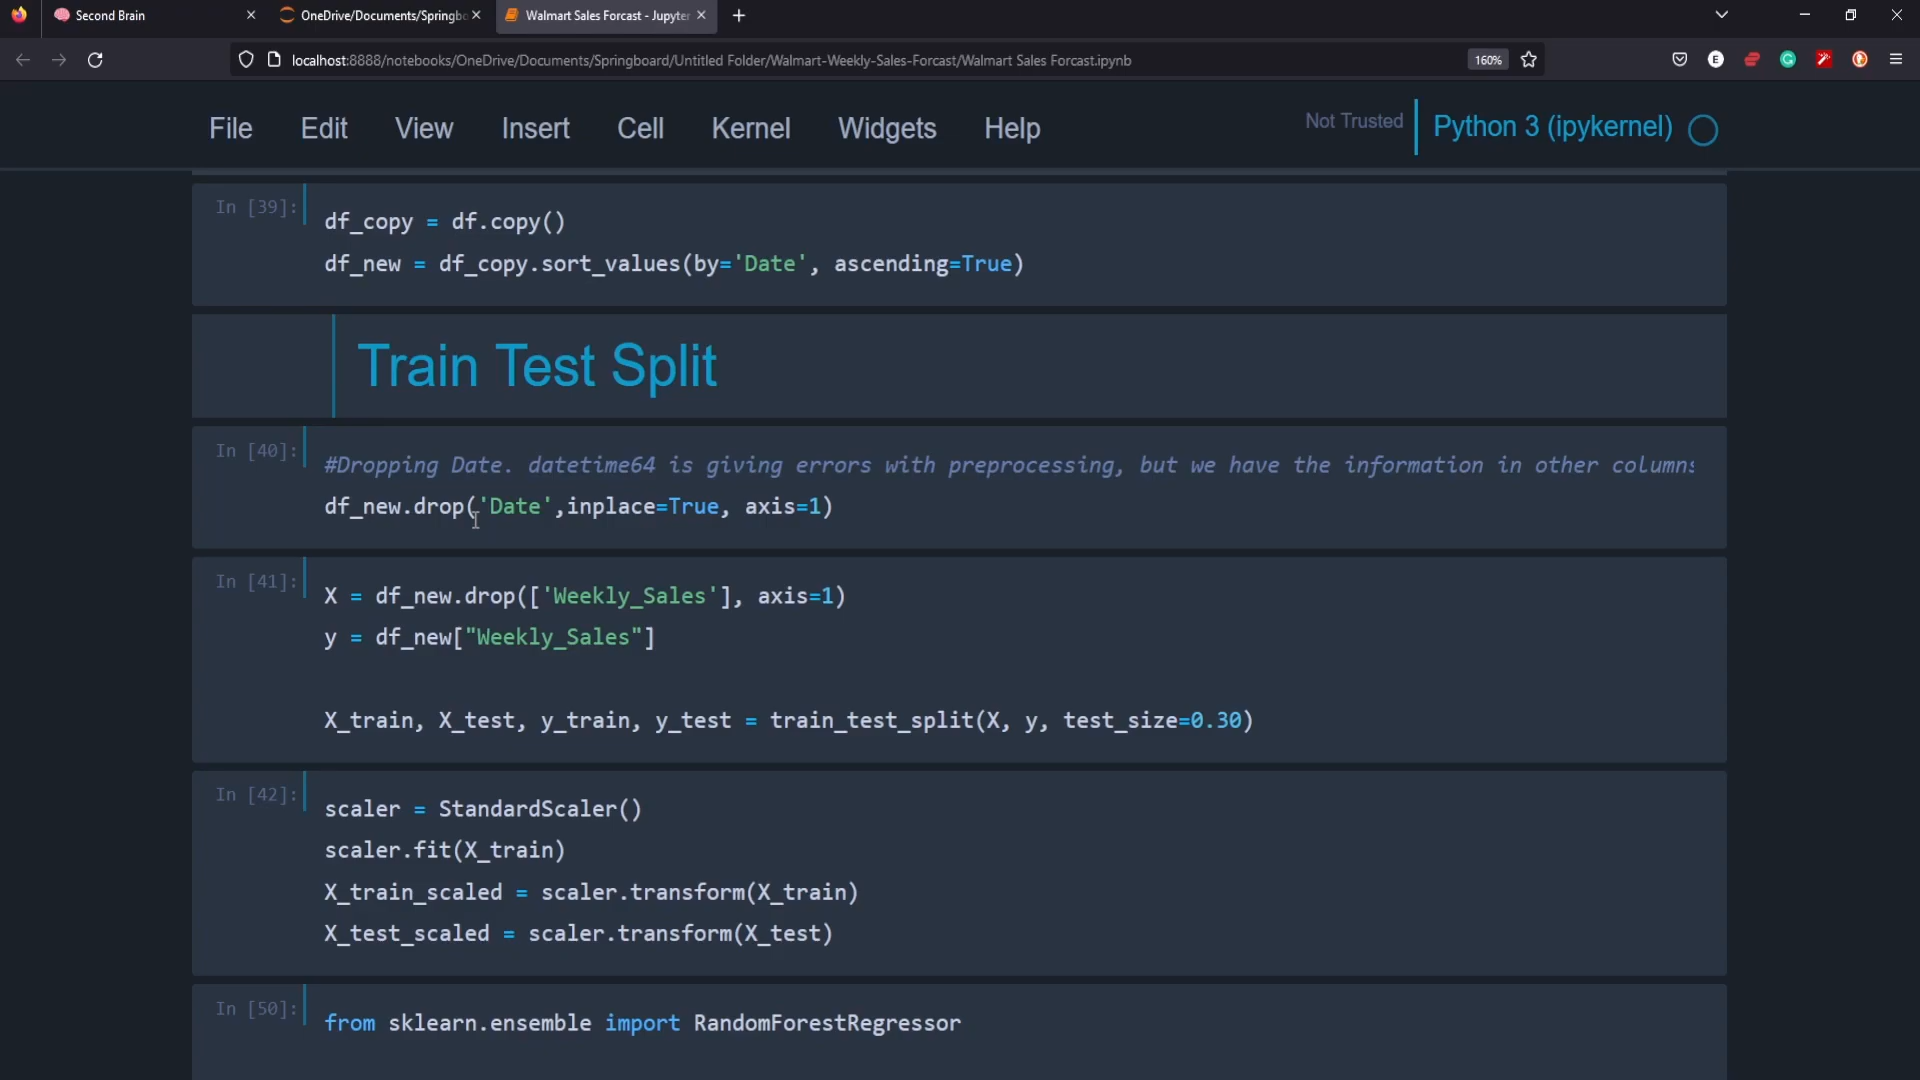 Second Brain
OneDrive/Documents/Springbo
Walmart Sales Forcast - Jupyter
localhost:8888/notebooks/OneDrive/Documents/Springboard/Untitled Folder/Walmart-Weekly-Sales-Forcast/Walmart Sales Forcast.ipynb
160%
E
File Edit View Insert Cell Kernel Widgets Help
Not Trusted
Python 3 (ipykernel)
In [39]:
df_copy = df.copy()
df_new = df_copy.sort_values(by='Date', ascending=True)
Train Test Split
In [40]:
#Dropping Date. datetime64 is giving errors with preprocessing, but we have the information in other columns
df_new.drop('Date',inplace=True, axis=1)
In [41]:
X = df_new.drop(['Weekly_Sales'], axis=1)
y = df_new["Weekly_Sales"]
X_train, X_test, y_train, y_test = train_test_split(X, y, test_size=0.30)
In [42]:
scaler = StandardScaler()
scaler.fit(X_train)
X_train_scaled = scaler.transform(X_train)
X_test_scaled = scaler.transform(X_test)
In [50]:
from sklearn.ensemble import RandomForestRegressor